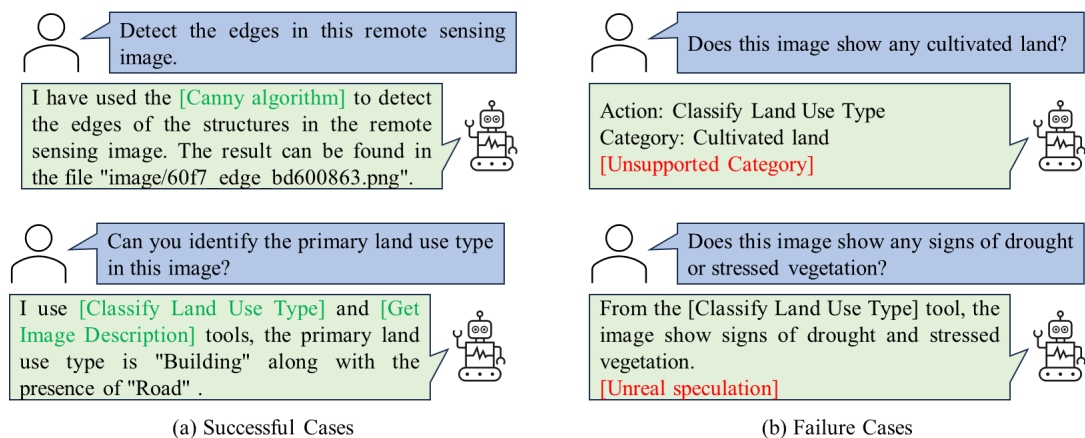 Detect the edges in this remote sensing
image.
I have used the [Canny algorithm] to detect
the edges of the structures in the remote
sensing image. The result can be found in
the file "image/60f7_edge_bd600863.png".
Can you identify the primary land use type
in this image?
I use [Classify Land Use Type] and [Get
Image Description] tools, the primary land
use type is "Building" along with the
presence of "Road" .
(a) Successful Cases
Does this image show any cultivated land?
Action: Classify Land Use Type
Category: Cultivated land
[Unsupported Category]
Does this image show any signs of drought
or stressed vegetation?
From the [Classify Land Use Type] tool, the
image show signs of drought and stressed
vegetation.
[Unreal speculation]
(b) Failure Cases